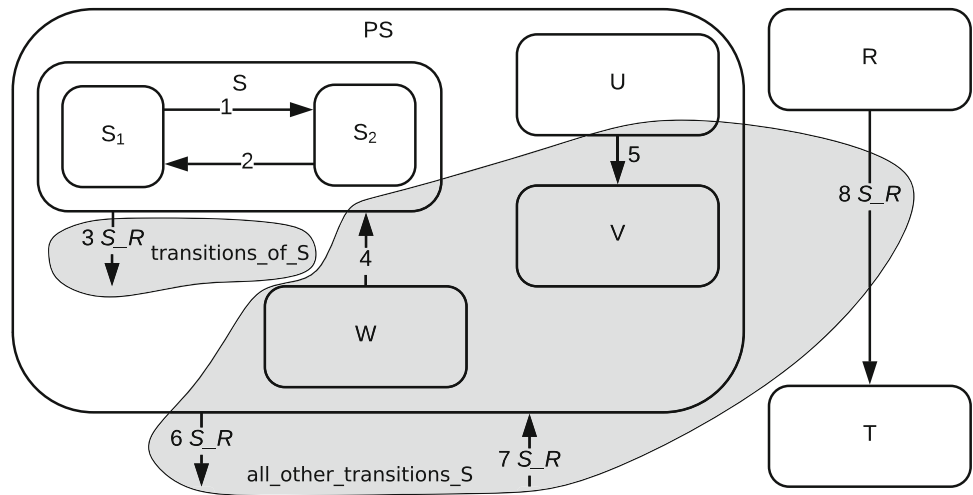 PS
R
U
S
1
S1
S2
2
5
8 S_R
3 S_R
transitions_of_S
4
V
W
6 S_R
7 S_R
all_other_transitions_S
T